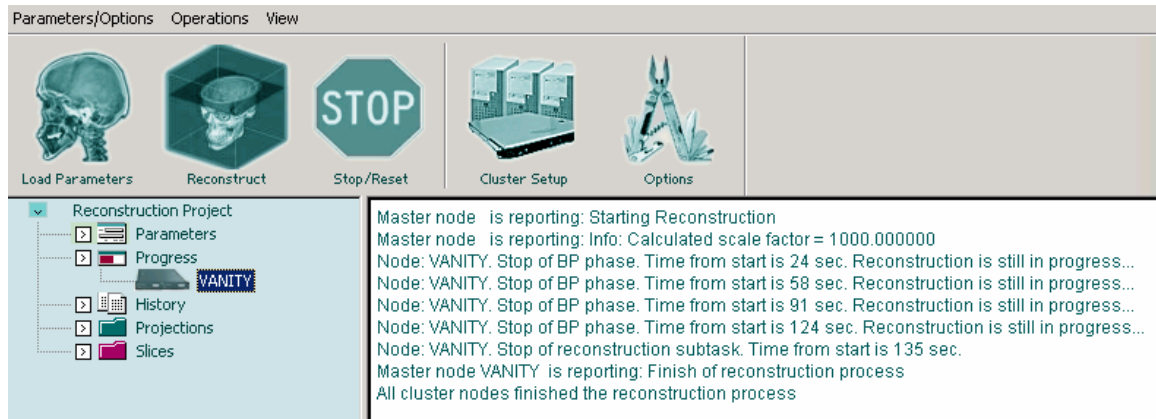 Parameters/Options Operations View
STOP
Load Parameters Reconstruct Stop/Reset Cluster Setup Options
Reconstruction Project
Parameters
Progress
VANITY
History
Projections
Slices
Master node is reporting: Starting Reconstruction
Master node is reporting: Info: Calculated scale factor = 1000.000000
Node: VANITY. Stop of BP phase. Time from start is 24 sec. Reconstruction is still in progress...
Node: VANITY. Stop of BP phase. Time from start is 58 sec. Reconstruction is still in progress...
Node: VANITY. Stop of BP phase. Time from start is 91 sec. Reconstruction is still in progress...
Node: VANITY. Stop of BP phase. Time from start is 124 sec. Reconstruction is still in progress...
Node: VANITY. Stop of reconstruction subtask. Time from start is 135 sec.
Master node VANITY is reporting: Finish of reconstruction process
All cluster nodes finished the reconstruction process